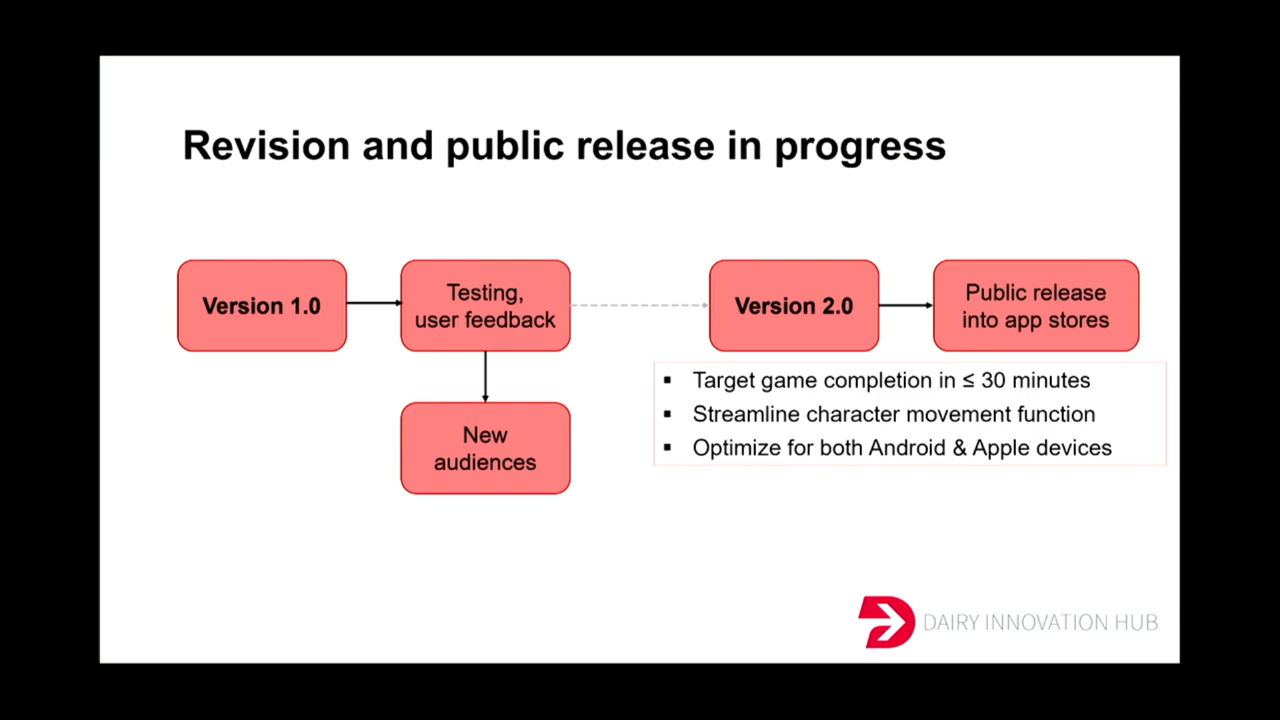 Revision and public release in progress
Version 1.0
Testing,
user feedback
Version 2.0
Public release
into app stores
New
audiences
▪ Target game completion in ≤ 30 minutes
▪ Streamline character movement function
▪ Optimize for both Android & Apple devices
DAIRY INNOVATION HUB